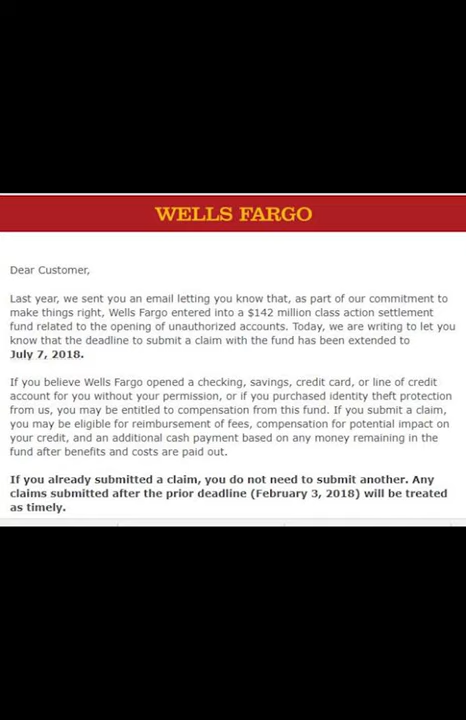 WELLS FARGO
Dear Customer,
Last year, we sent you an email letting you know that, as part of our commitment to
make things right, Wells Fargo entered into a $142 million class action settlement
fund related to the opening of unauthorized accounts. Today, we are writing to let you
know that the deadline to submit a claim with the fund has been extended to
July 7, 2018.
If you believe Wells Fargo opened a checking, savings, credit card, or line of credit
account for you without your permission, or if you purchased identity theft protection
from us, you may be entitled to compensation from this fund. If you submit a claim,
you may be eligible for reimbursement of fees, compensation for potential impact on
your credit, and an additional cash payment based on any money remaining in the
fund after benefits and costs are paid out.
If you already submitted a claim, you do not need to submit another. Any
claims submitted after the prior deadline (February 3, 2018) will be treated
as timely.